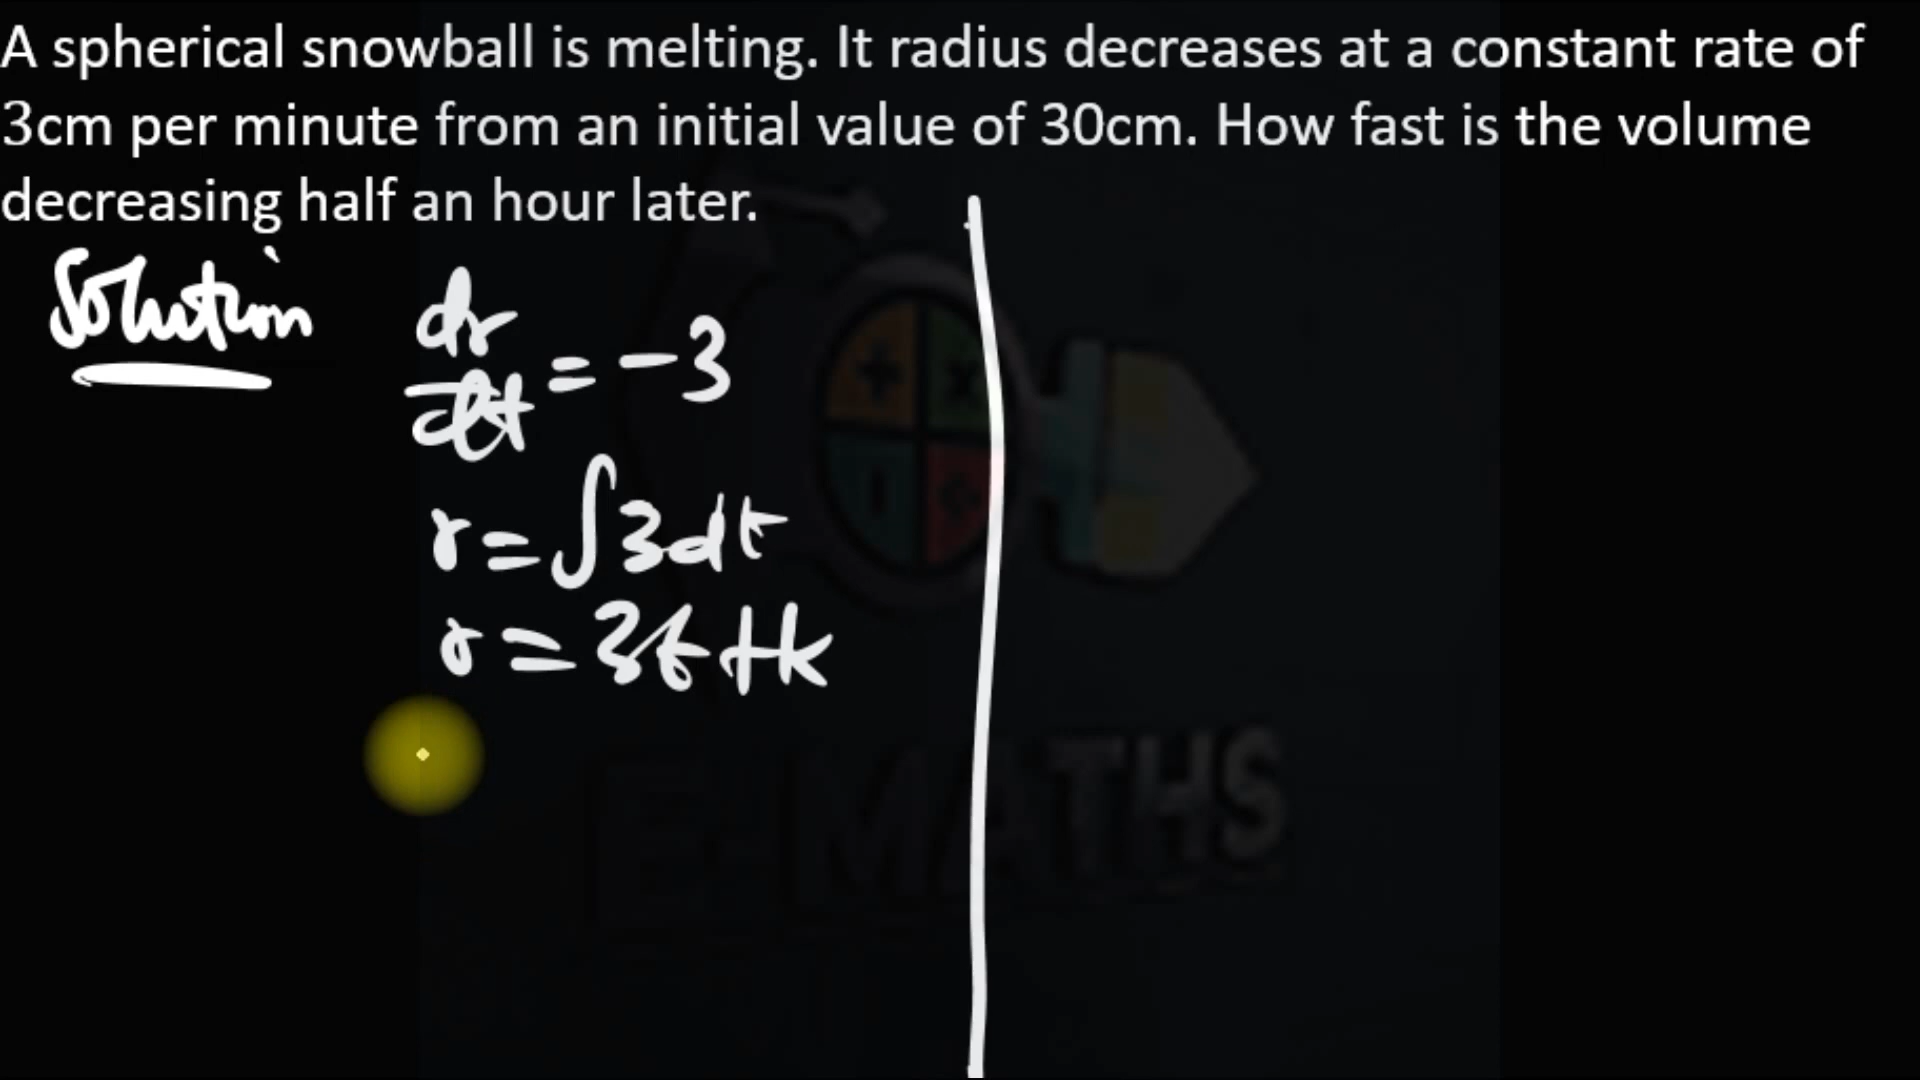 A spherical snowball is melting. It radius decreases at a constant rate of
3cm per minute from an initial value of 30cm. How fast is the volume
decreasing half an hour later.
Solution
dr/dt = -3
r = ∫3dt
r = 3t+k
E-MATHS